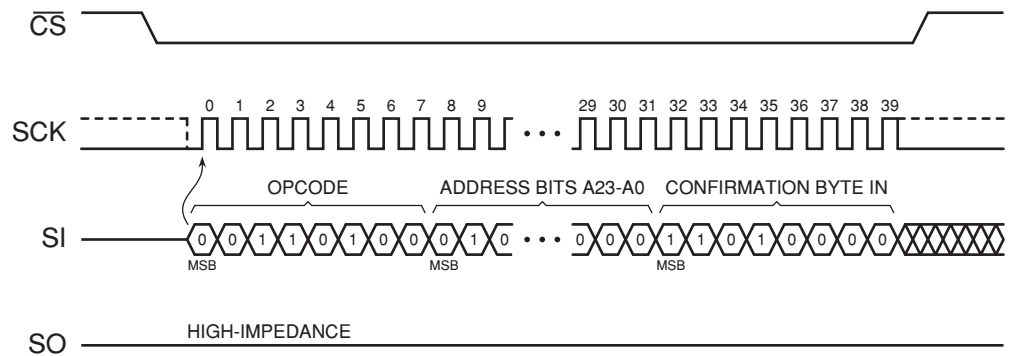 CS
0 1 2 3 4 5 6 7 8 9 29 30 31 32 33 34 35 36 37 38 39
SCK
OPCODE ADDRESS BITS A23-A0 CONFIRMATION BYTE IN
SI 0 0 1 1 0 1 0 0 0 1 0 0 0 0 1 1 0 1 0 0 0 0
MSB MSB MSB
HIGH-IMPEDANCE
SO